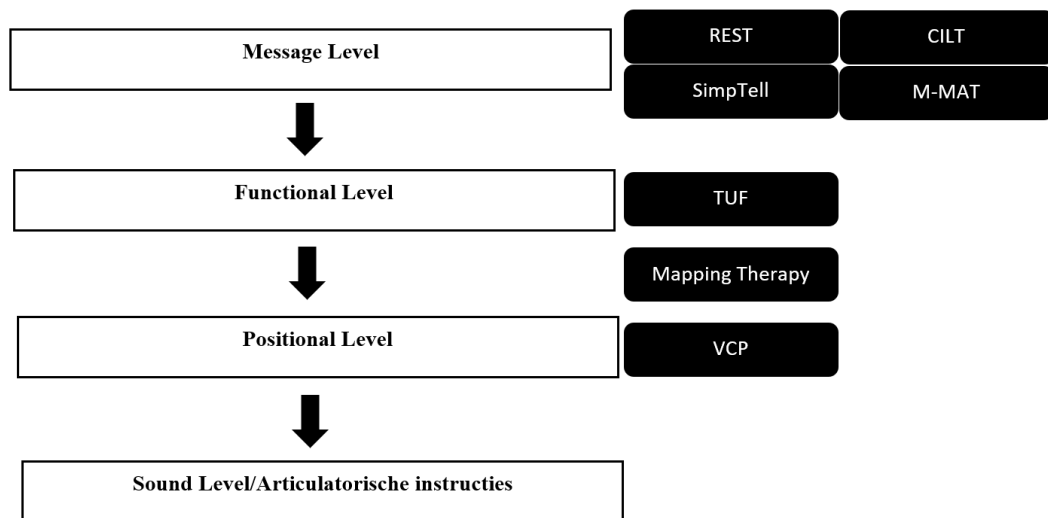 Message Level
REST
CILT
SimpTell
M-MAT
Functional Level
TUF
Mapping Therapy
Positional Level
VCP
Sound Level/Articulatorische instructies